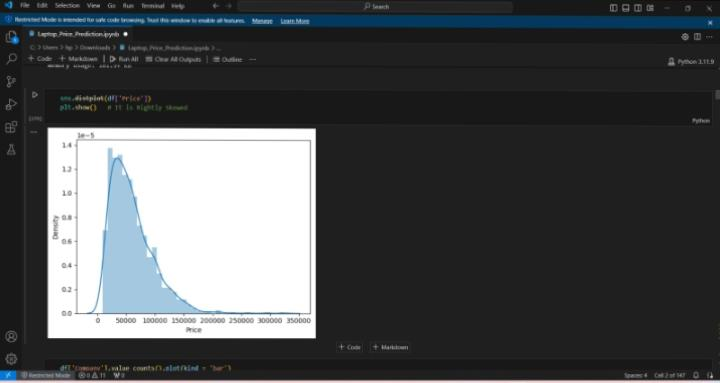 File Edit Selection View Go Run Terminal Help
Search
Restricted Mode is intended for safe code browsing. Trust this window to enable all features. Manage Learn More
Laptop_Price_Prediction.ipynb
C: > Users > hp > Downloads > Laptop_Price_Prediction.ipynb > ...
+ Code + Markdown Run All Clear All Outputs Outline ...
Python 3.11.9
sns.distplot(df['Price'])
plt.show() # It is Rightly Skewed
Python
1e-5
1.4
1.2
1.0
0.8
0.6
0.4
0.2
0.0
Density
0 50000 100000 150000 200000 250000 300000 350000
Price
+ Code + Markdown
df['Company'].value_counts().plot(kind = 'bar')
Restricted Mode 0 11 0 Spaces: 4 Cell 2 of 147